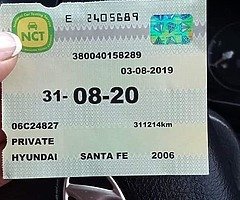 E 2405689
NCT
380040158289
03-08-2019
31- 08-20
06C24827 311214km
PRIVATE
HYUNDAI SANTA FE 2006